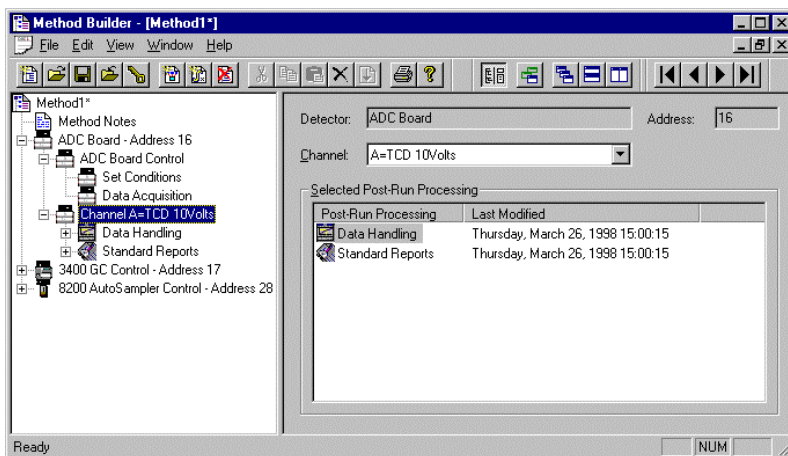 Method Builder - [Method1*]
File Edit View Window Help
Method1*
Method Notes
ADC Board - Address 16
ADC Board Control
Set Conditions
Data Acquisition
Channel A=TCD 10Volts
Data Handling
Standard Reports
3400 GC Control - Address 17
8200 AutoSampler Control - Address 28
Detector: ADC Board Address: 16
Channel: A=TCD 10Volts
Selected Post-Run Processing
Post-Run Processing Last Modified
Data Handling Thursday, March 26, 1998 15:00:15
Standard Reports Thursday, March 26, 1998 15:00:15
Ready NUM